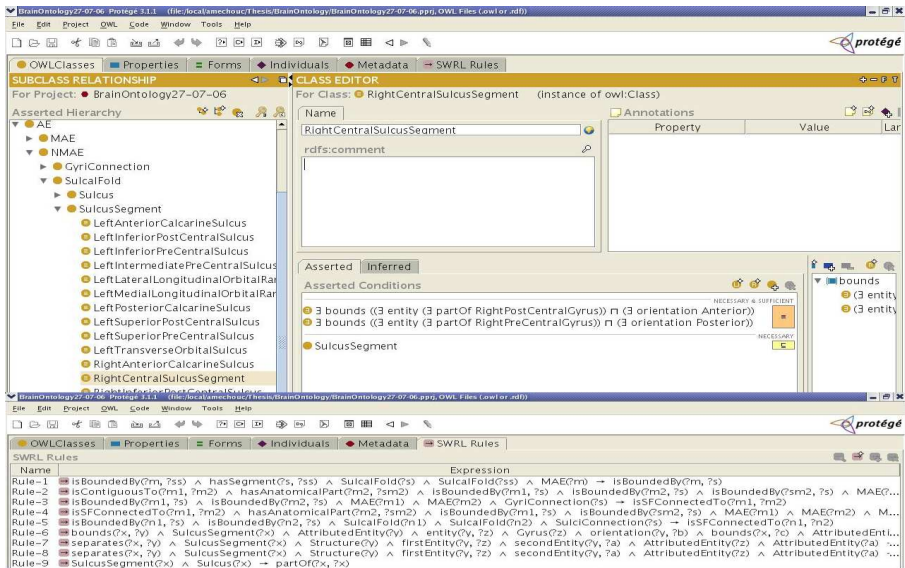 BrainOntology27-07-06  Protégé 3.1.1    (file:/local/amechouc/Thesis/BrainOntology/BrainOntology27-07-06.pprj, OWL Files (.owl or .rdf))
File Edit Project OWL Code Window Tools Help
protégé
OWLClasses Properties Forms Individuals Metadata SWRL Rules
SUBCLASS RELATIONSHIP
CLASS EDITOR
For Project: BrainOntology27-07-06
For Class: RightCentralSulcusSegment (instance of owl:Class)
Asserted Hierarchy
Name
Annotations
Property Value Lan
RightCentralSulcusSegment
rdfs:comment
AE
MAE
NMAE
GyriConnection
SulcalFold
Sulcus
SulcusSegment
LeftAnteriorCalcarineSulcus
LeftInferiorPostCentralSulcus
LeftInferiorPreCentralSulcus
LeftIntermediatePreCentralSulcus
LeftLateralLongitudinalOrbitalRar
LeftMedialLongitudinalOrbitalRar
LeftPosteriorCalcarineSulcus
LeftSuperiorPostCentralSulcus
LeftSuperiorPreCentralSulcus
LeftTransverseOrbitalSulcus
RightAnteriorCalcarineSulcus
RightCentralSulcusSegment
RightInferiorPostCentralSulcus
Asserted Inferred
Asserted Conditions
NECESSARY & SUFFICIENT
∃ bounds ((∃ entity (∃ partOf RightPostCentralGyrus)) ⊓ (∃ orientation Anterior))
∃ bounds ((∃ entity (∃ partOf RightPreCentralGyrus)) ⊓ (∃ orientation Posterior))
NECESSARY
SulcusSegment
bounds
(∃ entity
(∃ entity
BrainOntology27-07-06  Protégé 3.1.1    (file:/local/amechouc/Thesis/BrainOntology/BrainOntology27-07-06.pprj, OWL Files (.owl or .rdf))
File Edit Project OWL Code Window Tools Help
protégé
OWLClasses Properties Forms Individuals Metadata SWRL Rules
SWRL Rules
Name Expression
Rule-1 isBoundedBy(?m, ?ss) ∧ hasSegment(?s, ?ss) ∧ SulcalFold(?s) ∧ SulcalFold(?ss) ∧ MAE(?m) → isBoundedBy(?m, ?s)
Rule-2 isContiguousTo(?m1, ?m2) ∧ hasAnatomicalPart(?m2, ?sm2) ∧ isBoundedBy(?m1, ?s) ∧ isBoundedBy(?m2, ?s) ∧ isBoundedBy(?sm2, ?s) ∧ MAE(?...
Rule-3 isBoundedBy(?m1, ?s) ∧ isBoundedBy(?m2, ?s) ∧ MAE(?m1) ∧ MAE(?m2) ∧ GyriConnection(?s) → isSFConnectedTo(?m1, ?m2)
Rule-4 isSFConnectedTo(?m1, ?m2) ∧ hasAnatomicalPart(?m2, ?sm2) ∧ isBoundedBy(?m1, ?s) ∧ isBoundedBy(?sm2, ?s) ∧ MAE(?m1) ∧ MAE(?m2) ∧ M...
Rule-5 isBoundedBy(?n1, ?s) ∧ isBoundedBy(?n2, ?s) ∧ SulcalFold(?n1) ∧ SulcalFold(?n2) ∧ SulciConnection(?s) → isSFConnectedTo(?n1, ?n2)
Rule-6 bounds(?x, ?y) ∧ SulcusSegment(?x) ∧ AttributedEntity(?y) ∧ entity(?y, ?z) ∧ Gyrus(?z) ∧ orientation(?y, ?b) ∧ bounds(?x, ?c) ∧ AttributedEnti...
Rule-7 separates(?x, ?y) ∧ SulcusSegment(?x) ∧ Structure(?y) ∧ firstEntity(?y, ?z) ∧ secondEntity(?y, ?a) ∧ AttributedEntity(?z) ∧ AttributedEntity(?a) -...
Rule-8 separates(?x, ?y) ∧ SulcusSegment(?x) ∧ Structure(?y) ∧ firstEntity(?y, ?z) ∧ secondEntity(?y, ?a) ∧ AttributedEntity(?z) ∧ AttributedEntity(?a) -...
Rule-9 SulcusSegment(?x) ∧ Sulcus(?x) → partOf(?x, ?x)